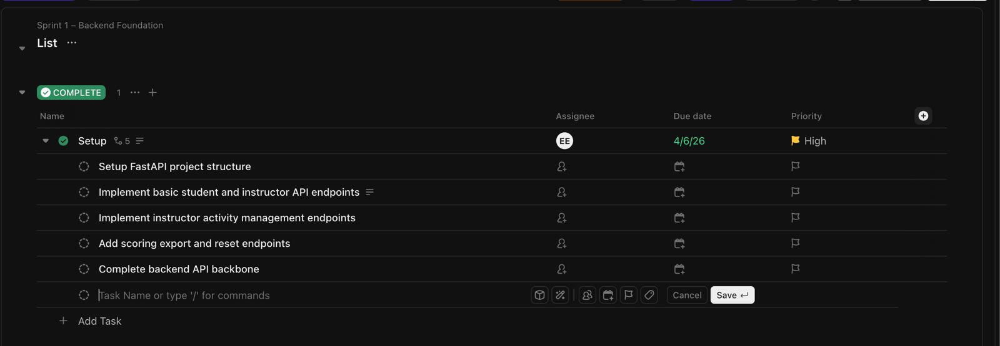 Sprint 1 – Backend Foundation
List ...
COMPLETE 1 ... +
Name Assignee Due date Priority
Setup 5 EE 4/6/26 High
Setup FastAPI project structure
Implement basic student and instructor API endpoints
Implement instructor activity management endpoints
Add scoring export and reset endpoints
Complete backend API backbone
Task Name or type '/' for commands Cancel Save ↵
+ Add Task